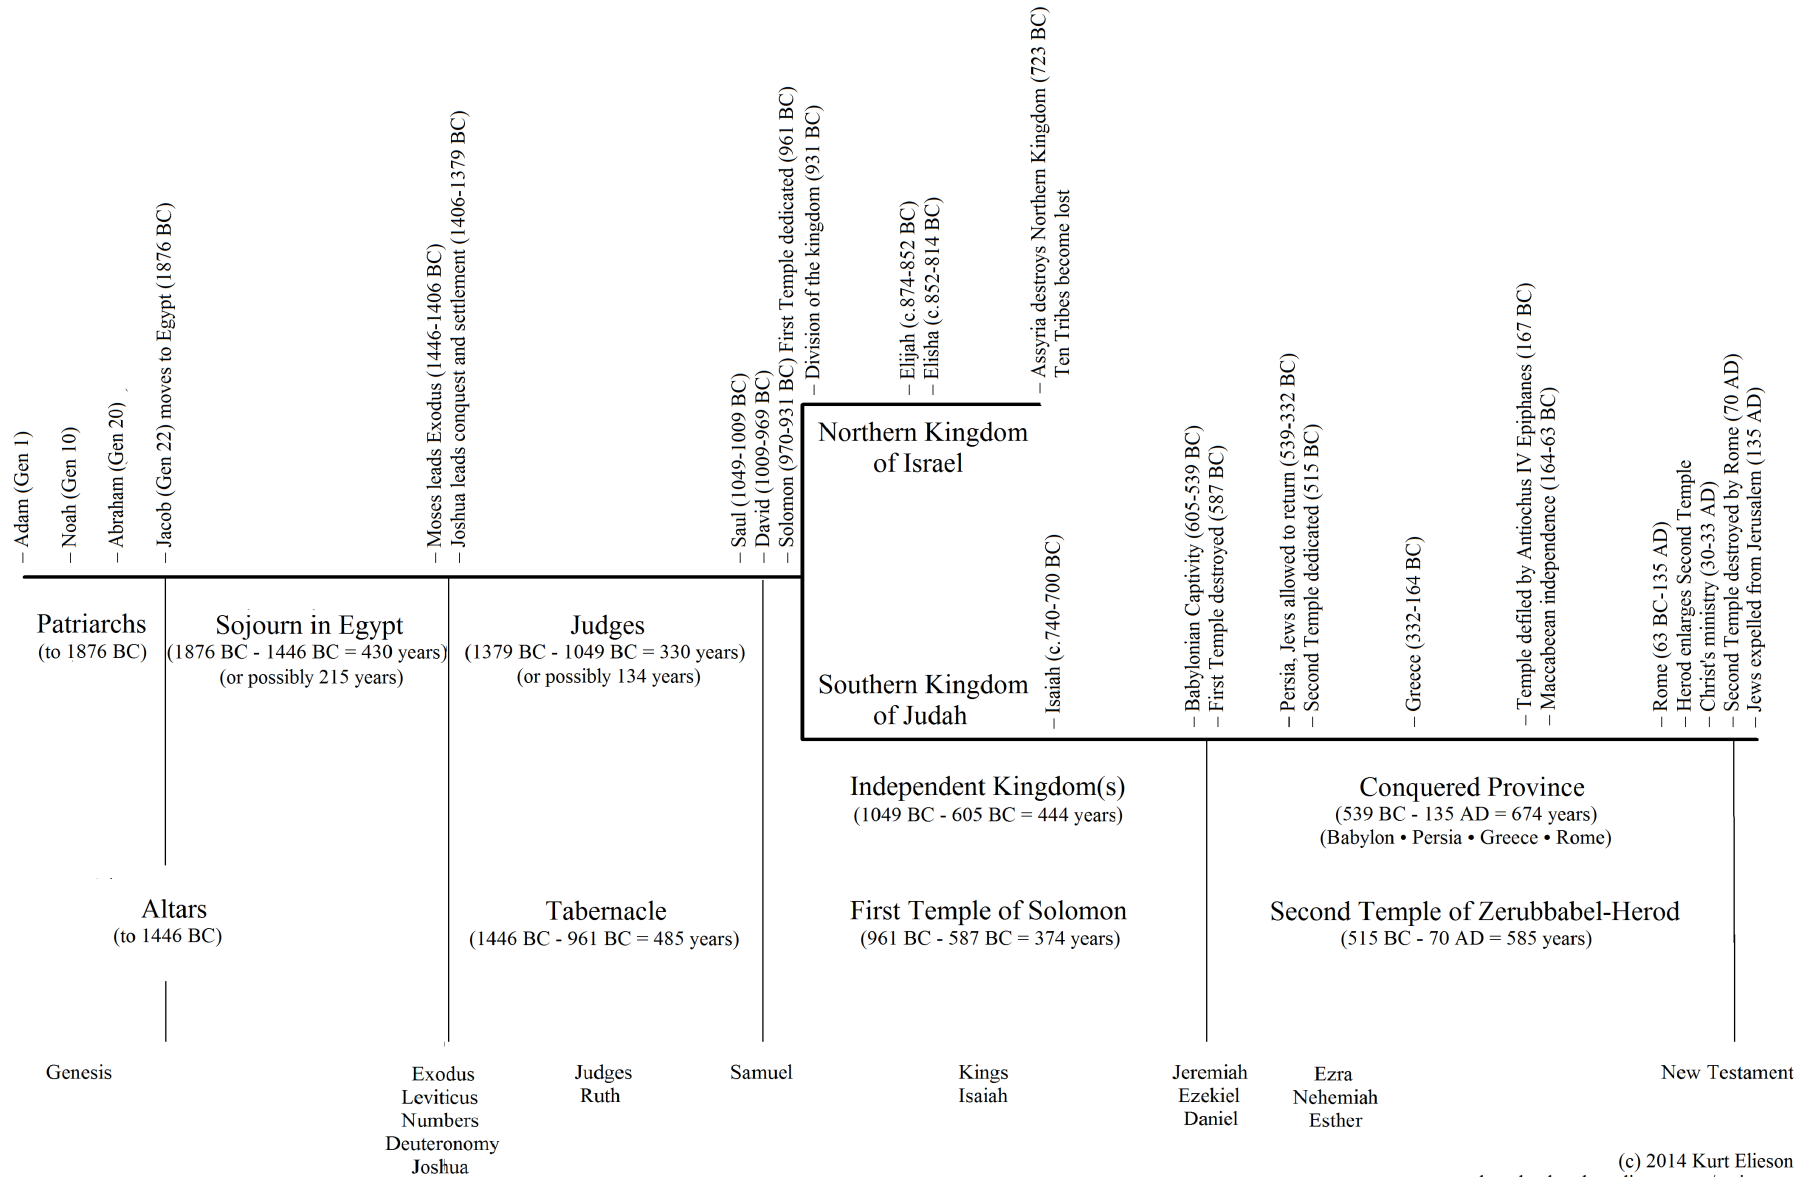 Adam (Gen 1)
Noah (Gen 10)
Abraham (Gen 20)
Jacob (Gen 22) moves to Egypt (1876 BC)
Moses leads Exodus (1446-1406 BC)
Joshua leads conquest and settlement (1406-1379 BC)
Saul (1049-1009 BC)
David (1009-969 BC)
Solomon (970-931 BC) First Temple dedicated (961 BC)
Division of the kingdom (931 BC)
Elijah (c.874-852 BC)
Elisha (c.852-814 BC)
Assyria destroys Northern Kingdom (723 BC)
Ten Tribes become lost
Northern Kingdom
of Israel
Southern Kingdom
of Judah
Isaiah (c.740-700 BC)
Babylonian Captivity (605-539 BC)
First Temple destroyed (587 BC)
Persia, Jews allowed to return (539-332 BC)
Second Temple dedicated (515 BC)
Greece (332-164 BC)
Temple defiled by Antiochus IV Epiphanes (167 BC)
Maccabeean independence (164-63 BC)
Rome (63 BC-135 AD)
Herod enlarges Second Temple
Christ's ministry (30-33 AD)
Second Temple destroyed by Rome (70 AD)
Jews expelled from Jerusalem (135 AD)
Patriarchs
(to 1876 BC)
Sojourn in Egypt
(1876 BC - 1446 BC = 430 years)
(or possibly 215 years)
Judges
(1379 BC - 1049 BC = 330 years)
(or possibly 134 years)
Independent Kingdom(s)
(1049 BC - 605 BC = 444 years)
Conquered Province
(539 BC - 135 AD = 674 years)
(Babylon • Persia • Greece • Rome)
Altars
(to 1446 BC)
Tabernacle
(1446 BC - 961 BC = 485 years)
First Temple of Solomon
(961 BC - 587 BC = 374 years)
Second Temple of Zerubbabel-Herod
(515 BC - 70 AD = 585 years)
Genesis
Exodus
Leviticus
Numbers
Deuteronomy
Joshua
Judges
Ruth
Samuel
Kings
Isaiah
Jeremiah
Ezekiel
Daniel
Ezra
Nehemiah
Esther
New Testament
(c) 2014 Kurt Elieson